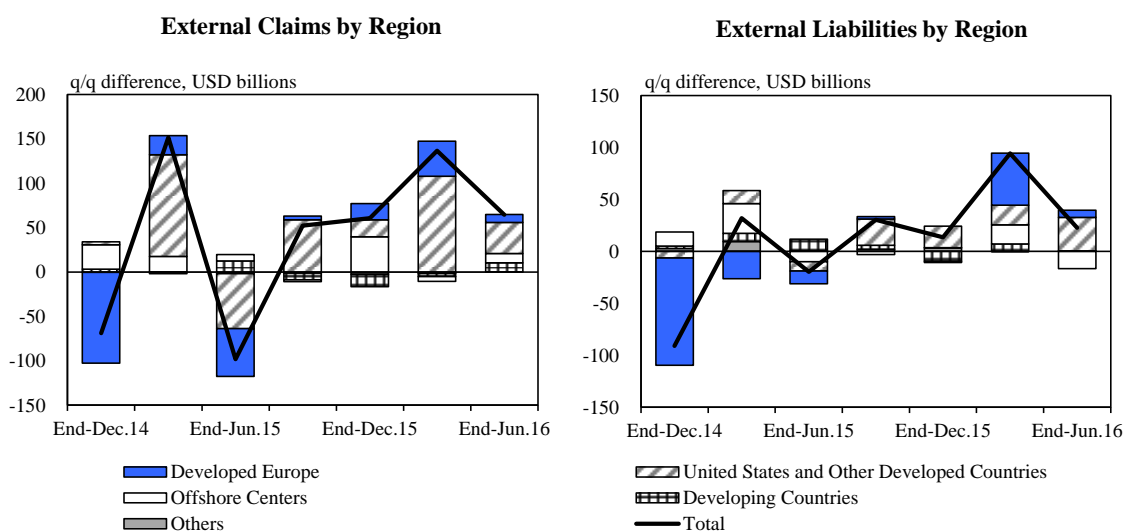 External Claims by Region
q/q difference, USD billions
200
150
100
50
0
-50
-100
-150
End-Dec.14 End-Jun.15 End-Dec.15 End-Jun.16
External Liabilities by Region
q/q difference, USD billions
150
100
50
0
-50
-100
-150
End-Dec.14 End-Jun.15 End-Dec.15 End-Jun.16
Developed Europe
Offshore Centers
Others
United States and Other Developed Countries
Developing Countries
Total